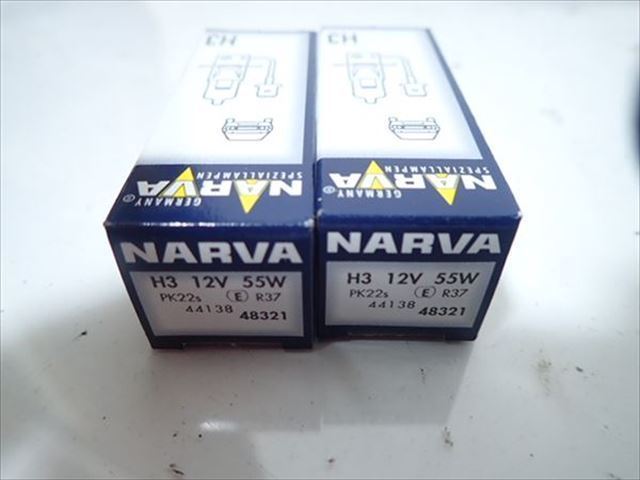 H3
NARVA
SPEZIALLAMPEN
GERMANY
®
NARVA
H3 12V 55W
PK22s E R37
44138
48321
H3
NARVA
SPEZIALLAMPEN
GERMANY
®
NARVA
H3 12V 55W
PK22s E R37
44138
48321